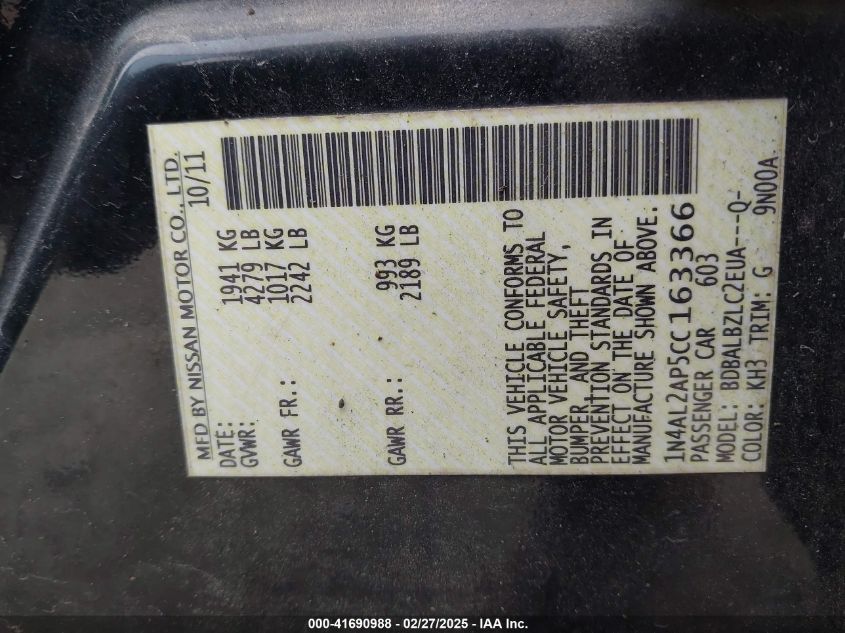 MFD BY NISSAN MOTOR CO., LTD.
DATE: 10/11
GVWR: 1941 KG
4279 LB
GAWR FR.: 1017 KG
2242 LB
GAWR RR.: 993 KG
2189 LB
THIS VEHICLE CONFORMS TO
ALL APPLICABLE FEDERAL
MOTOR VEHICLE SAFETY,
BUMPER, AND THEFT
PREVENTION STANDARDS IN
EFFECT ON THE DATE OF
MANUFACTURE SHOWN ABOVE.
1N4AL2AP5CC163366
PASSENGER CAR 603
MODEL: BDBALBZLC2EUA---Q-
COLOR: KH3 TRIM: G 9N00A
000-41690988 - 02/27/2025 - IAA Inc.